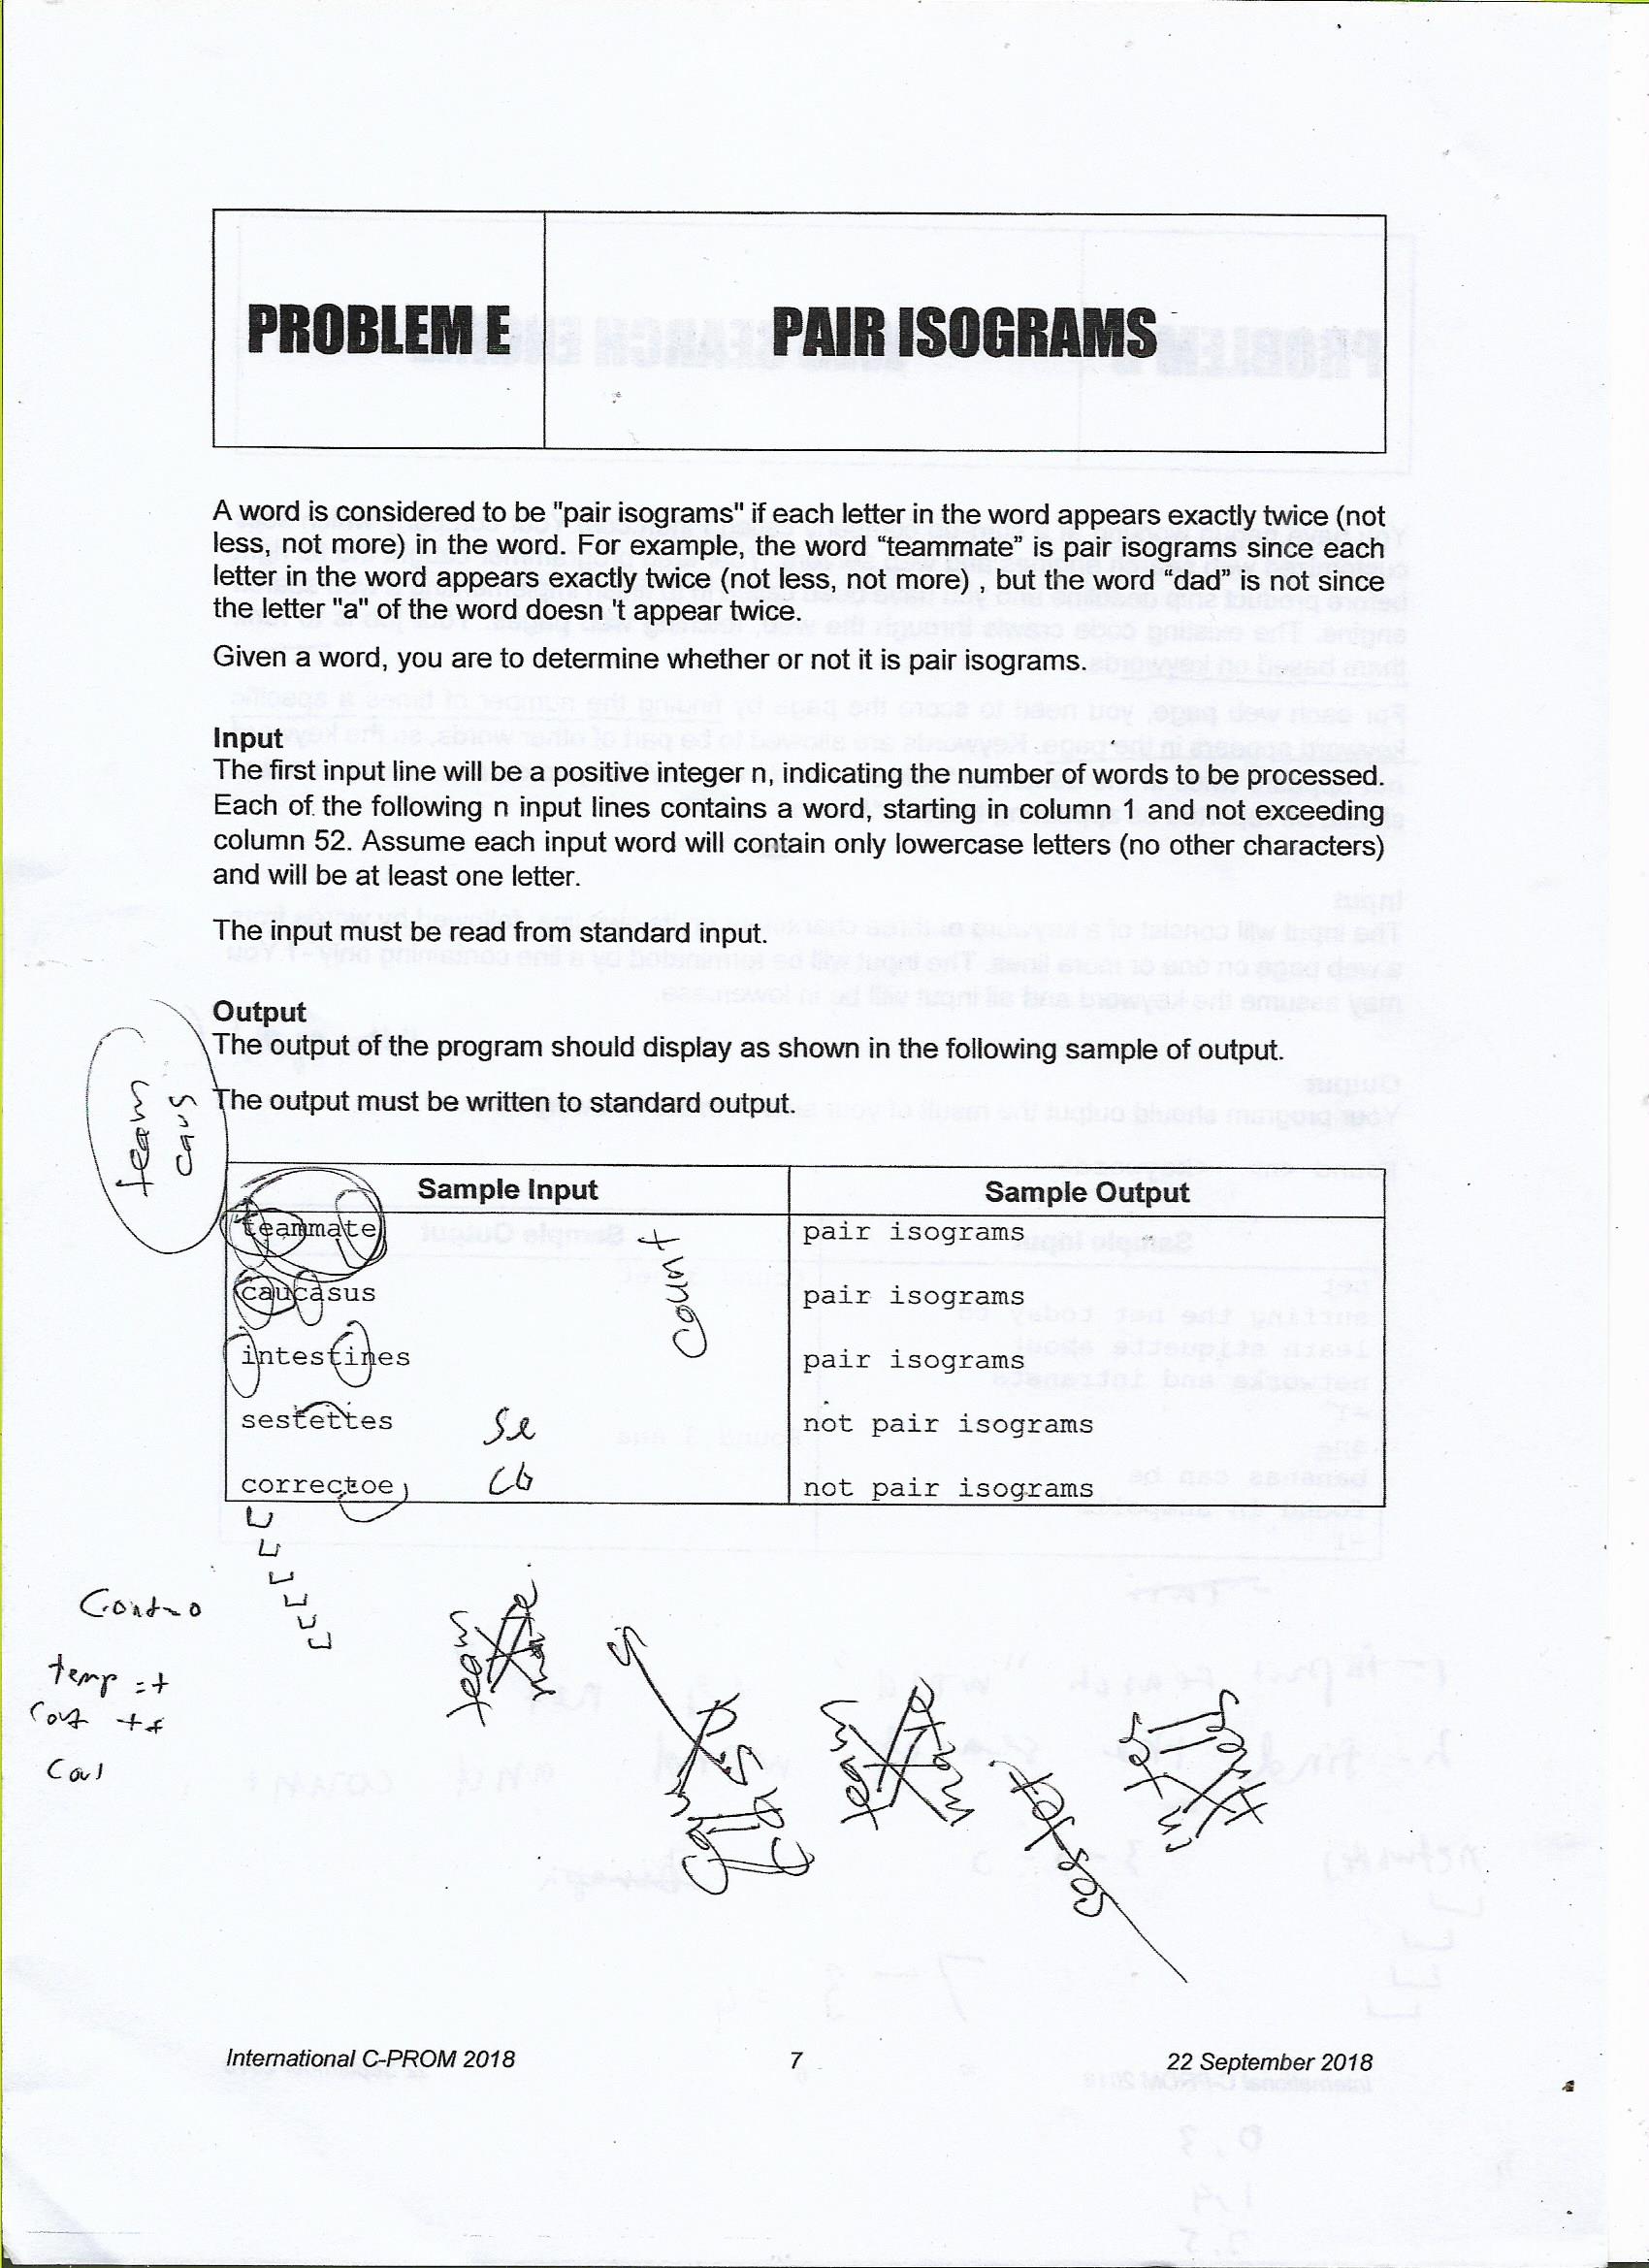 PROBLEM E
PAIR ISOGRAMS
A word is considered to be "pair isograms" if each letter in the word appears exactly twice (not
less, not more) in the word. For example, the word “teammate” is pair isograms since each
letter in the word appears exactly twice (not less, not more) , but the word “dad” is not since
the letter "a" of the word doesn 't appear twice.
Given a word, you are to determine whether or not it is pair isograms.
Input
The first input line will be a positive integer n, indicating the number of words to be processed.
Each of the following n input lines contains a word, starting in column 1 and not exceeding
column 52. Assume each input word will contain only lowercase letters (no other characters)
and will be at least one letter.
The input must be read from standard input.
Output
The output of the program should display as shown in the following sample of output.
The output must be written to standard output.
team
caus
Sample Input Sample Output
teammate pair isograms
caucasus pair isograms
intestines pair isograms
sestettes not pair isograms
correctoe not pair isograms
count
Se
temp = t
International C-PROM 2018 7 22 September 2018